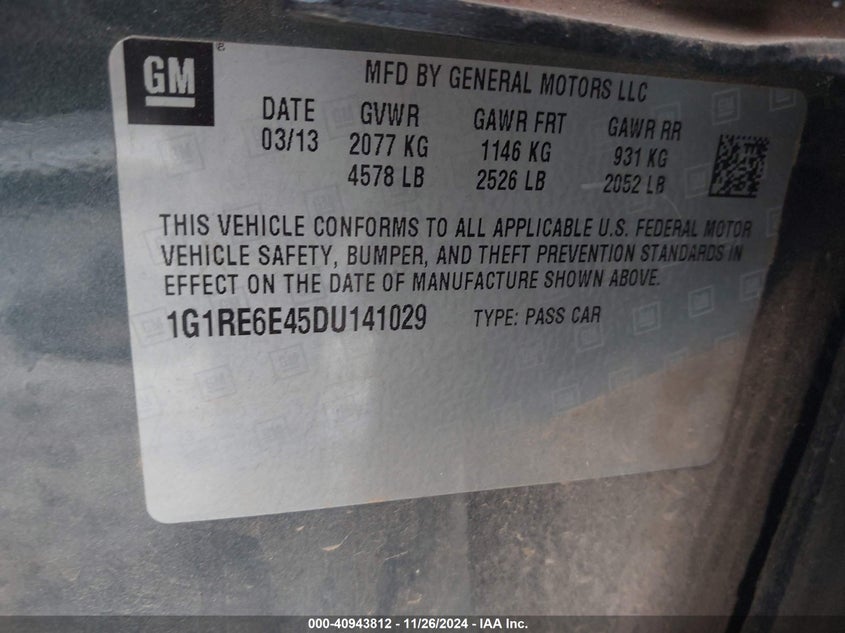 GM
MFD BY GENERAL MOTORS LLC
DATE GVWR GAWR FRT GAWR RR
03/13 2077 KG 1146 KG 931 KG
4578 LB 2526 LB 2052 LB
THIS VEHICLE CONFORMS TO ALL APPLICABLE U.S. FEDERAL MOTOR
VEHICLE SAFETY, BUMPER, AND THEFT PREVENTION STANDARDS IN
EFFECT ON THE DATE OF MANUFACTURE SHOWN ABOVE.
1G1RE6E45DU141029 TYPE: PASS CAR
000-40943812 - 11/26/2024 - IAA Inc.